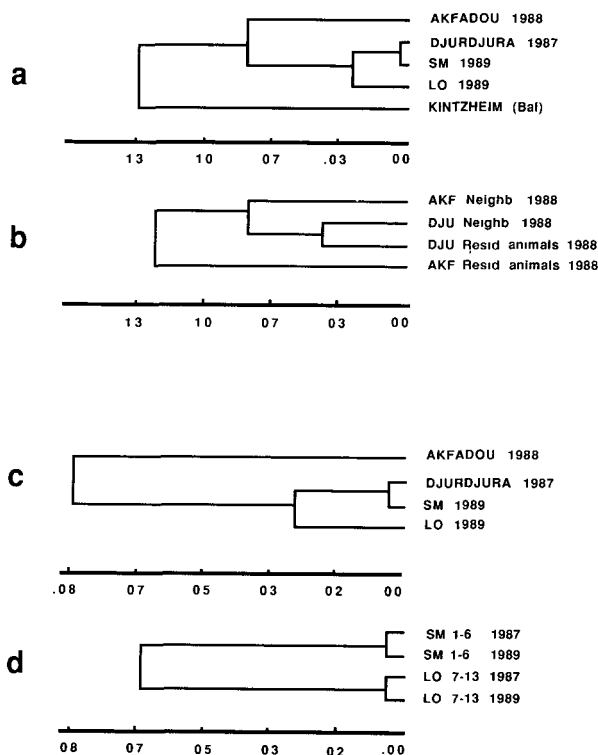 a
AKFADOU 1988
DJURDJURA 1987
SM 1989
LO 1989
KINTZHEIM (Bal)
13 10 07 .03 00
b
AKF Neighb 1988
DJU Neighb 1988
DJU Resid animals 1988
AKF Resid animals 1988
13 10 07 03 00
c
AKFADOU 1988
DJURDJURA 1987
SM 1989
LO 1989
.08 07 05 03 02 00
d
SM 1-6 1987
SM 1-6 1989
LO 7-13 1987
LO 7-13 1989
08 07 05 03 02 .00